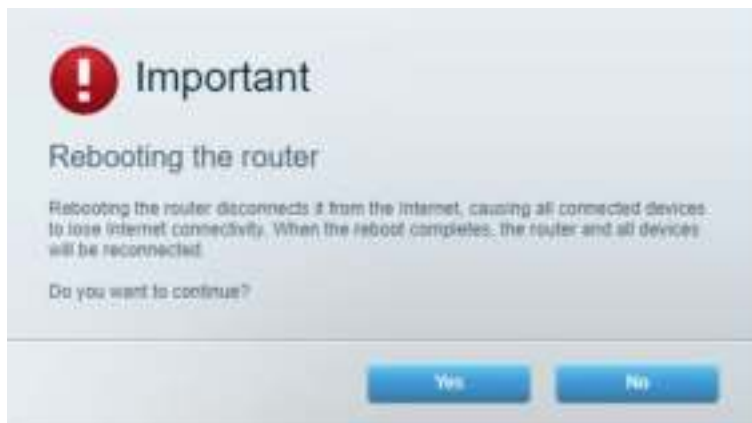 Important
Rebooting the router
Rebooting the router disconnects it from the Internet, causing all connected devices
to lose Internet connectivity. When the reboot completes, the router and all devices
will be reconnected.
Do you want to continue?
Yes
No